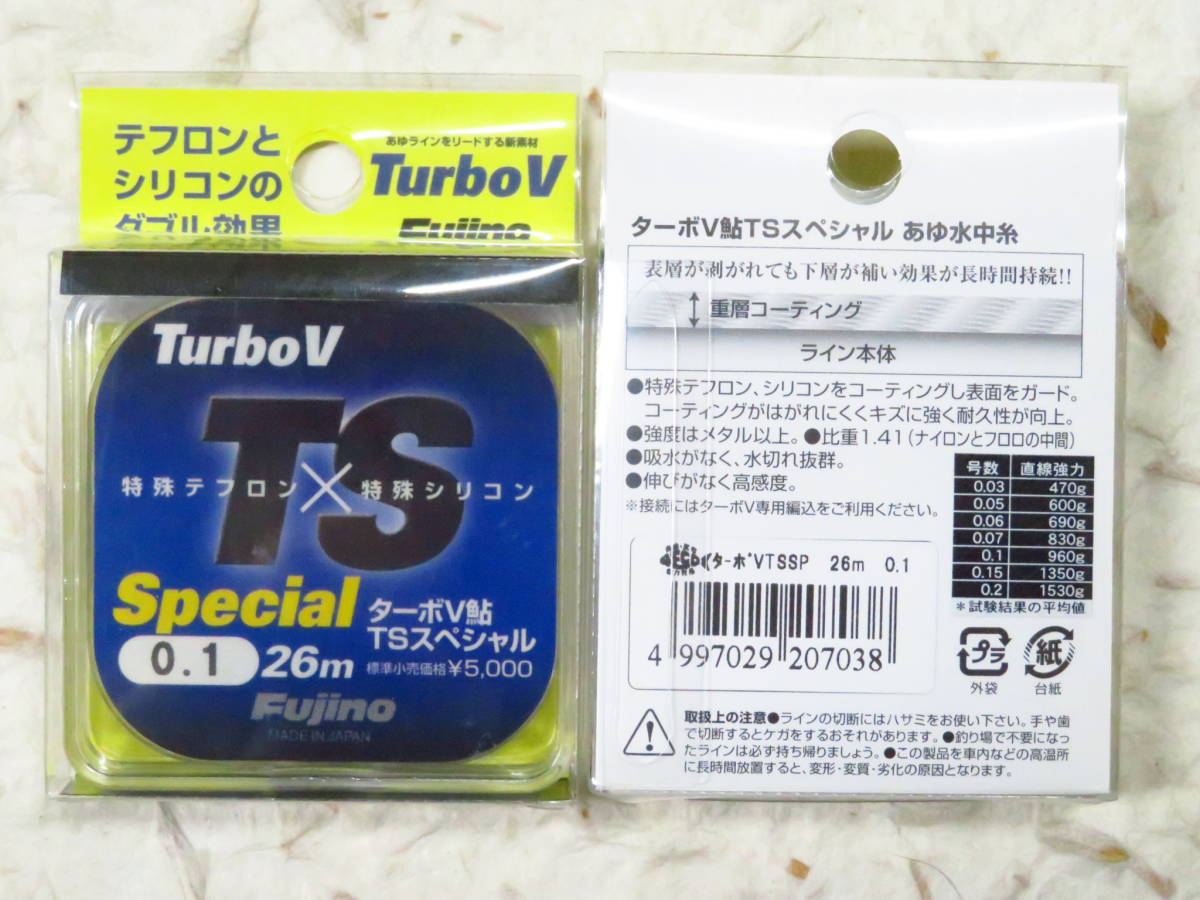 テフロンと
シリコンの
ダブル効果
あゆラインをリードする新素材
TurboV
Fujino
TurboV
TS
特殊テフロン×特殊シリコン
Special
ターボV鮎
TSスペシャル
0.1 26m 標準小売価格¥5,000
Fujino
MADE IN JAPAN
ターボV鮎TSスペシャル あゆ水中糸
表層が剥がれても下層が補い効果が長時間持続!!
重層コーティング
ライン本体
●特殊テフロン、シリコンをコーティングし表面をガード。
コーティングがはがれにくくキズに強く耐久性が向上。
●強度はメタル以上。●比重1.41(ナイロンとフロロの中間)
●吸水がなく、水切れ抜群。
●伸びがなく高感度。
※接続にはターボV専用編込をご利用ください。
号数 直線強力
0.03 470g
0.05 600g
0.06 690g
0.07 830g
0.1 960g
0.15 1350g
0.2 1530g
*試験結果の平均値
ターボVTSSP 26m 0.1
4 997029 207038
プラ
外袋
紙
台紙
取扱上の注意●ラインの切断にはハサミをお使い下さい。手や歯
で切断するとケガをするおそれがあります。●釣り場で不要になっ
たラインは必ず持ち帰りましょう。●この製品を車内などの高温所
に長時間放置すると、変形・変質・劣化の原因となります。